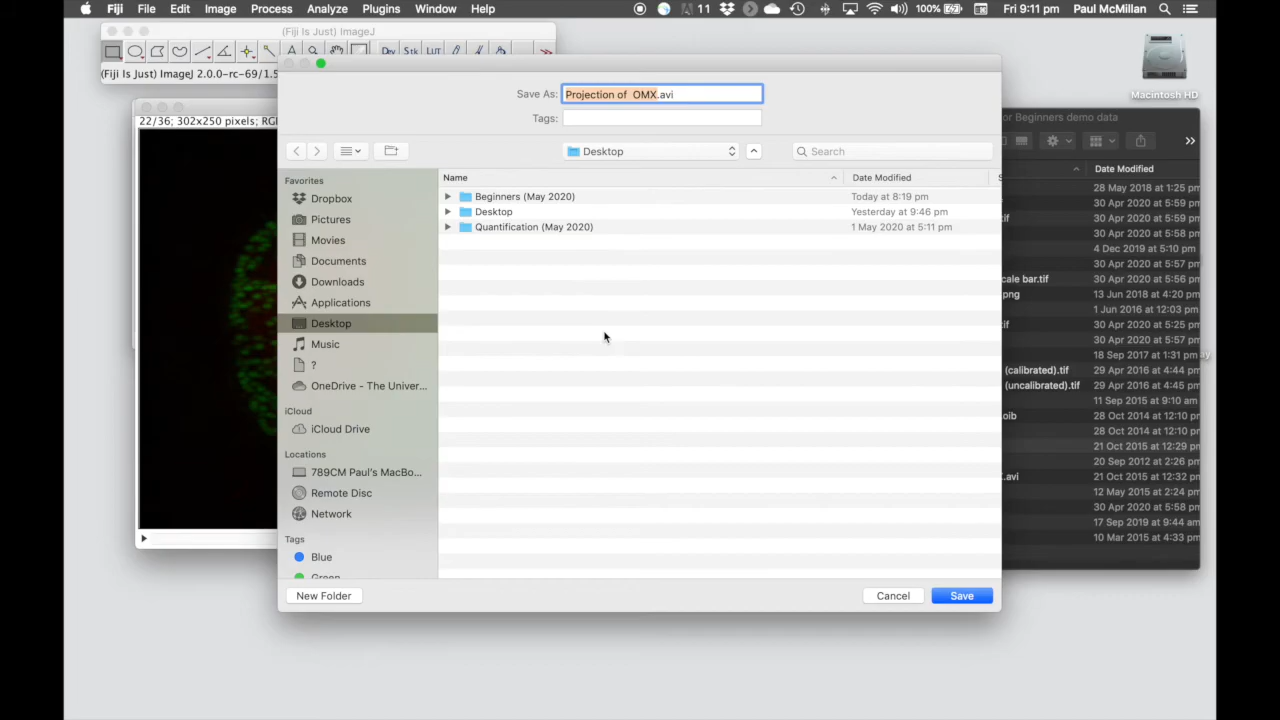 Fiji File Edit Image Process Analyze Plugins Window Help 11 100% Fri 9:11 pm Paul McMillan
(Fiji Is Just) ImageJ
Dev Stk LUT
(Fiji Is Just) ImageJ 2.0.0-rc-69/1.5
22/36; 302x250 pixels; RG
Save As: Projection of OMX.avi
Tags:
Desktop
Search
Favorites
Dropbox
Pictures
Movies
Documents
Downloads
Applications
Desktop
Music
?
OneDrive - The Univer...
iCloud
iCloud Drive
Locations
789CM Paul's MacBo...
Remote Disc
Network
Tags
Blue
Green
Name Date Modified S
Beginners (May 2020) Today at 8:19 pm
Desktop Yesterday at 9:46 pm
Quantification (May 2020) 1 May 2020 at 5:11 pm
New Folder Cancel Save
Macintosh HD
or Beginners demo data
Date Modified
28 May 2018 at 1:25 pm
30 Apr 2020 at 5:59 pm
tif 30 Apr 2020 at 5:59 pm
30 Apr 2020 at 5:58 pm
4 Dec 2019 at 5:10 pm
30 Apr 2020 at 5:57 pm
cale bar.tif 30 Apr 2020 at 5:56 pm
png 13 Jun 2018 at 4:20 pm
1 Jun 2016 at 12:03 pm
tif 30 Apr 2020 at 5:25 pm
30 Apr 2020 at 5:57 pm
18 Sep 2017 at 1:31 pm
(calibrated).tif 29 Apr 2016 at 4:44 pm
(uncalibrated).tif 29 Apr 2016 at 4:45 pm
11 Sep 2015 at 9:10 am
oib 28 Oct 2014 at 12:10 pm
28 Oct 2014 at 12:10 pm
21 Oct 2015 at 12:29 pm
20 Sep 2012 at 2:26 pm
.avi 21 Oct 2015 at 12:32 pm
12 May 2015 at 2:24 pm
30 Apr 2020 at 5:58 pm
17 Sep 2019 at 9:44 am
10 Mar 2015 at 4:33 pm